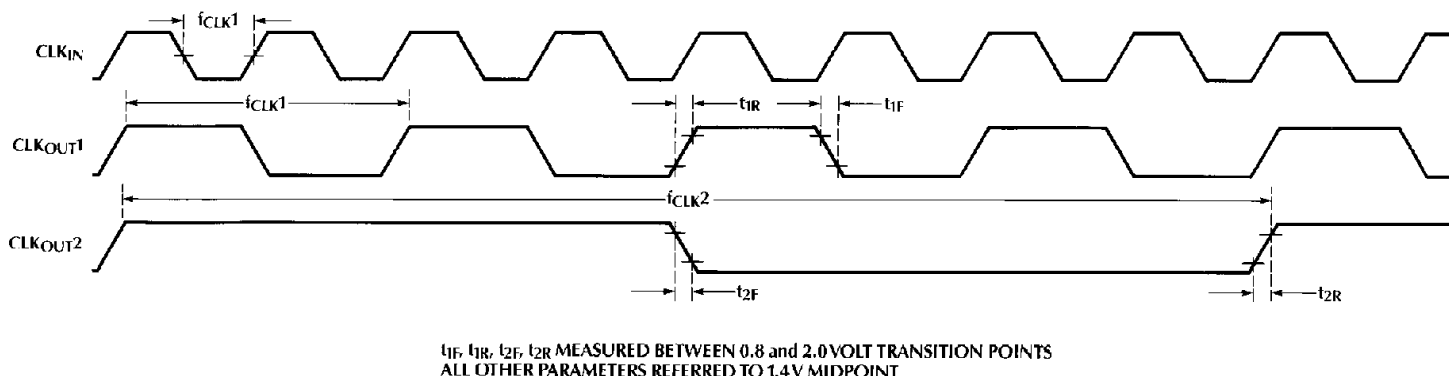 fCLK1
CLKIN
fCLK1
t1R
t1F
CLKOUT1
fCLK2
CLKOUT2
t2F
t2R
t1F, t1R, t2F, t2R MEASURED BETWEEN 0.8 and 2.0 VOLT TRANSITION POINTS
ALL OTHER PARAMETERS REFERRED TO 1.4 V MIDPOINT